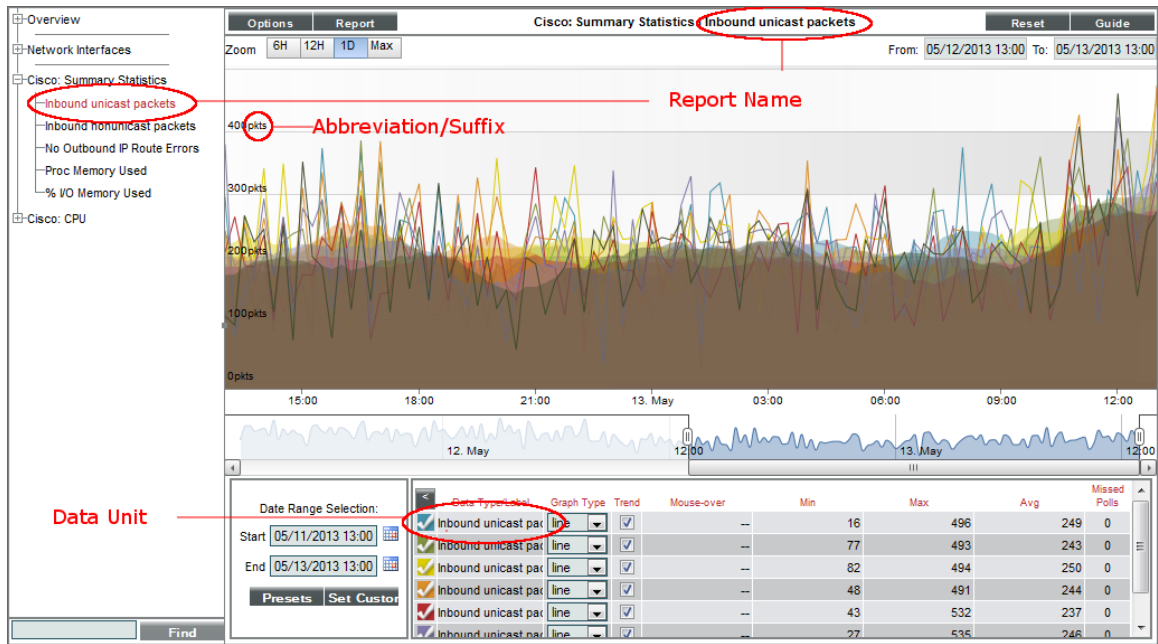 Overview
Network Interfaces
Cisco: Summary Statistics
Inbound unicast packets
Inbound nonunicast packets
No Outbound IP Route Errors
Proc Memory Used
% I/O Memory Used
Cisco: CPU
Find
Options Report Cisco: Summary Statistics Inbound unicast packets Reset Guide
Zoom 6H 12H 1D Max From: 05/12/2013 13:00 To: 05/13/2013 13:00
Report Name
Abbreviation/Suffix
400pkts
300pkts
200pkts
100pkts
0pkts
15:00 18:00 21:00 13. May 03:00 06:00 09:00 12:00
12. May 12:00 13. May 12:00
Data Unit
Date Range Selection:
Start 05/11/2013 13:00
End 05/13/2013 13:00
Presets Set Custor
< Data Type/Label Graph Type Trend Mouse-over Min Max Avg Missed Polls
Inbound unicast pac line -- 16 496 249 0
Inbound unicast pac line -- 77 493 243 0
Inbound unicast pac line -- 82 494 250 0
Inbound unicast pac line -- 48 491 244 0
Inbound unicast pac line -- 43 532 237 0
Inbound unicast pac line -- 27 535 246 0